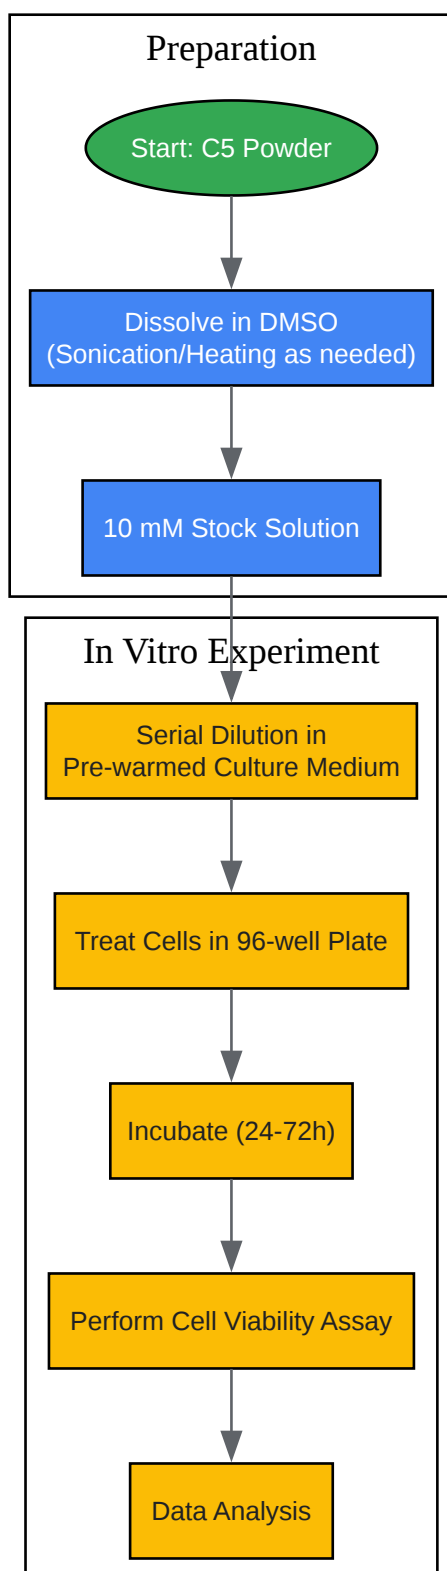 Preparation
Start: C5 Powder
Dissolve in DMSO
(Sonication/Heating as needed)
10 mM Stock Solution
In Vitro Experiment
Serial Dilution in
Pre-warmed Culture Medium
Treat Cells in 96-well Plate
Incubate (24-72h)
Perform Cell Viability Assay
Data Analysis